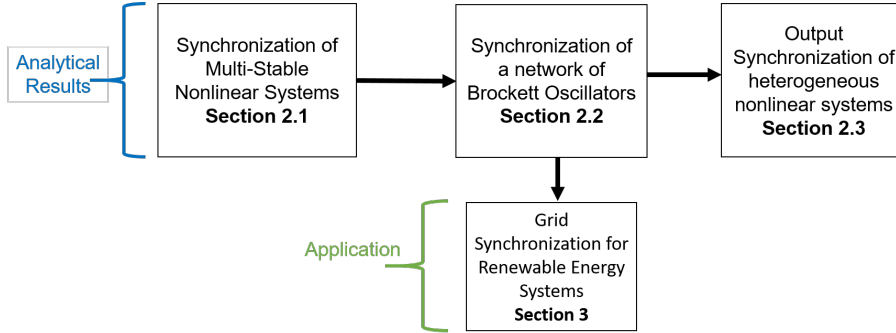 Analytical
Results
Synchronization of
Multi-Stable
Nonlinear Systems
Section 2.1
Synchronization of
a network of
Brockett Oscillators
Section 2.2
Output
Synchronization of
heterogeneous
nonlinear systems
Section 2.3
Application
Grid
Synchronization for
Renewable Energy
Systems
Section 3